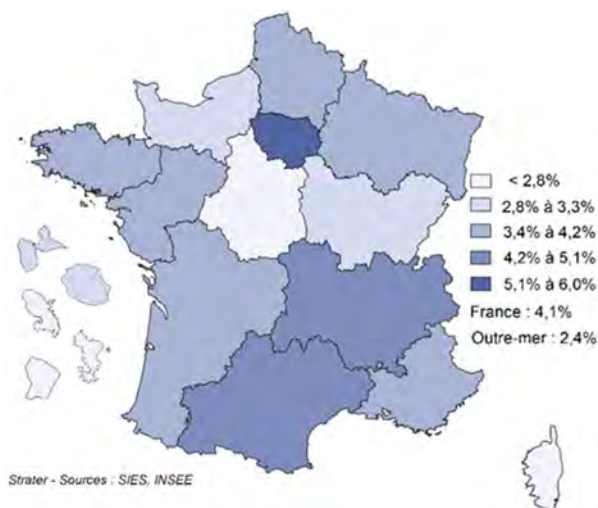 < 2,8%
2,8% à 3,3%
3,4% à 4,2%
4,2% à 5,1%
5,1% à 6,0%
France : 4,1%
Outre-mer : 2,4%
Strater - Sources : SIES, INSEE